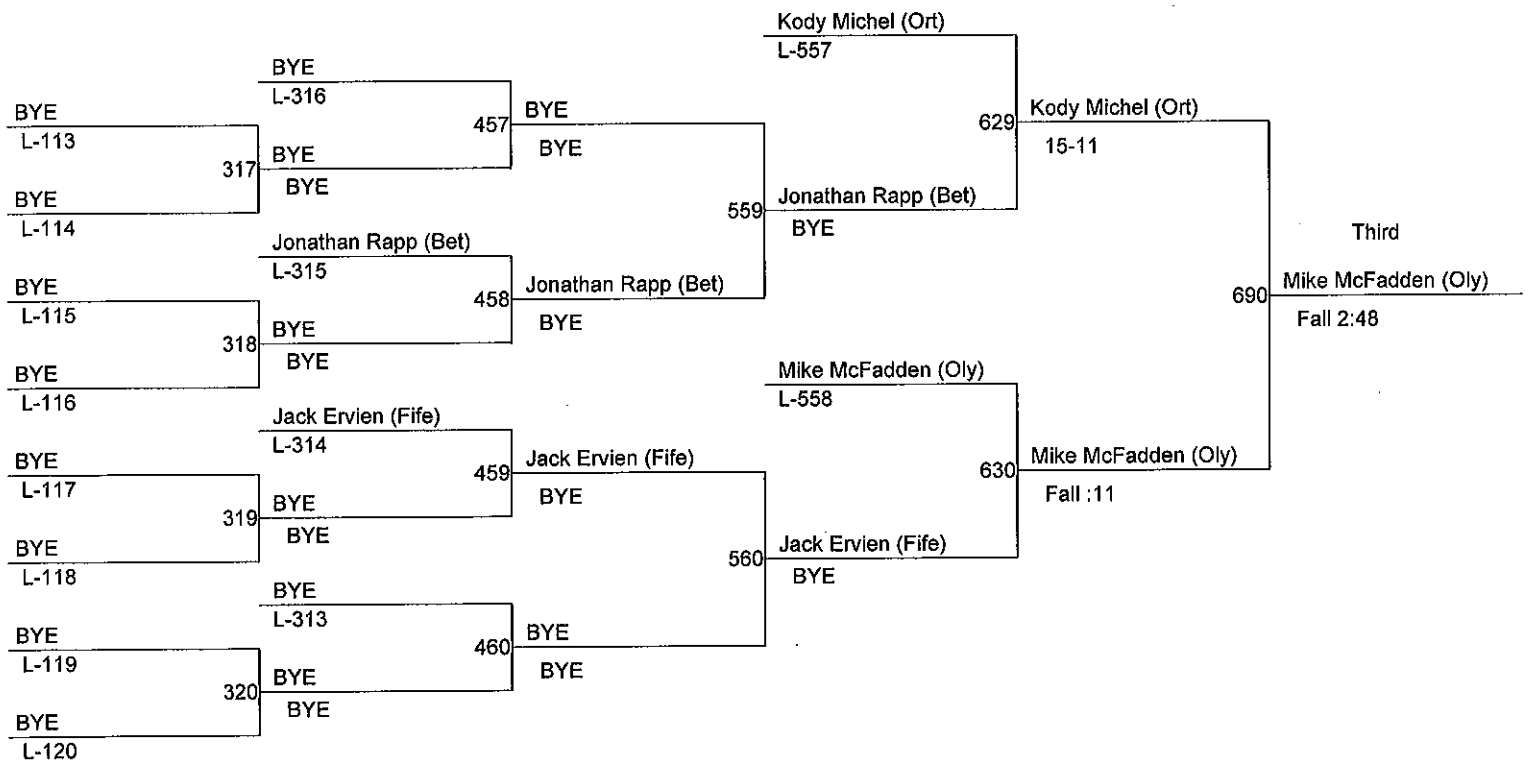 Kody Michel (Ort)
L-557
BYE
L-316
BYE
L-113
457
BYE
BYE
629
Kody Michel (Ort)
15-11
317
BYE
BYE
BYE
L-114
559
Jonathan Rapp (Bet)
BYE
Third
Jonathan Rapp (Bet)
L-315
BYE
L-115
458
Jonathan Rapp (Bet)
BYE
690
Mike McFadden (Oly)
Fall 2:48
318
BYE
BYE
BYE
L-116
Mike McFadden (Oly)
L-558
Jack Ervien (Fife)
L-314
BYE
L-117
459
Jack Ervien (Fife)
BYE
630
Mike McFadden (Oly)
Fall :11
319
BYE
BYE
BYE
L-118
560
Jack Ervien (Fife)
BYE
BYE
L-313
BYE
L-119
460
BYE
BYE
320
BYE
BYE
BYE
L-120